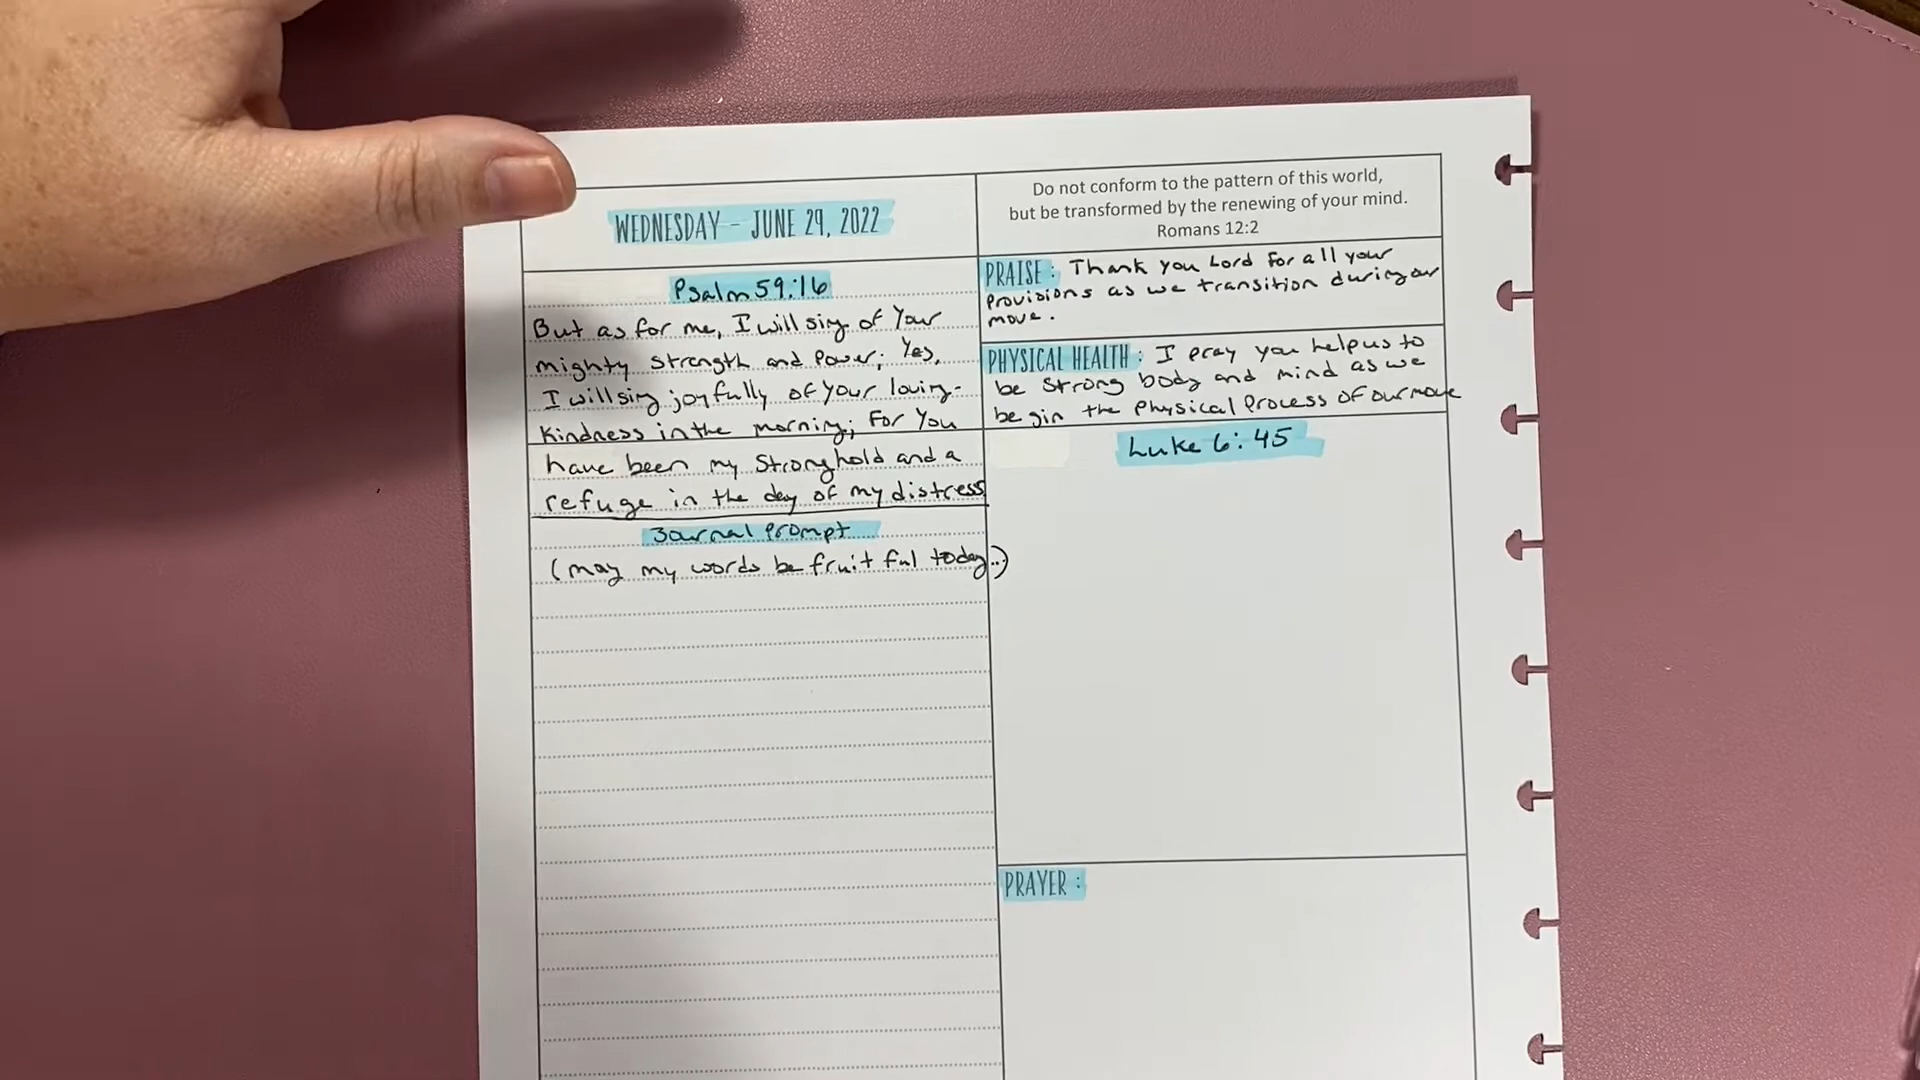 WEDNESDAY - JUNE 29, 2022
Psalm 59:16
But as for me, I will sing of Your
mighty strength and power; Yes,
I will sing joyfully of Your loving-
kindness in the morning; For You
have been my stronghold and a
refuge in the day of my distress
Journal Prompt
(may my words be fruit ful today..)
Do not conform to the pattern of this world,
but be transformed by the renewing of your mind.
Romans 12:2
PRAISE: Thank you Lord for all your
provisions as we transition during our
move.
PHYSICAL HEALTH: I pray you help us to
be strong body and mind as we
begin the physical process of our move
Luke 6:45
PRAYER: